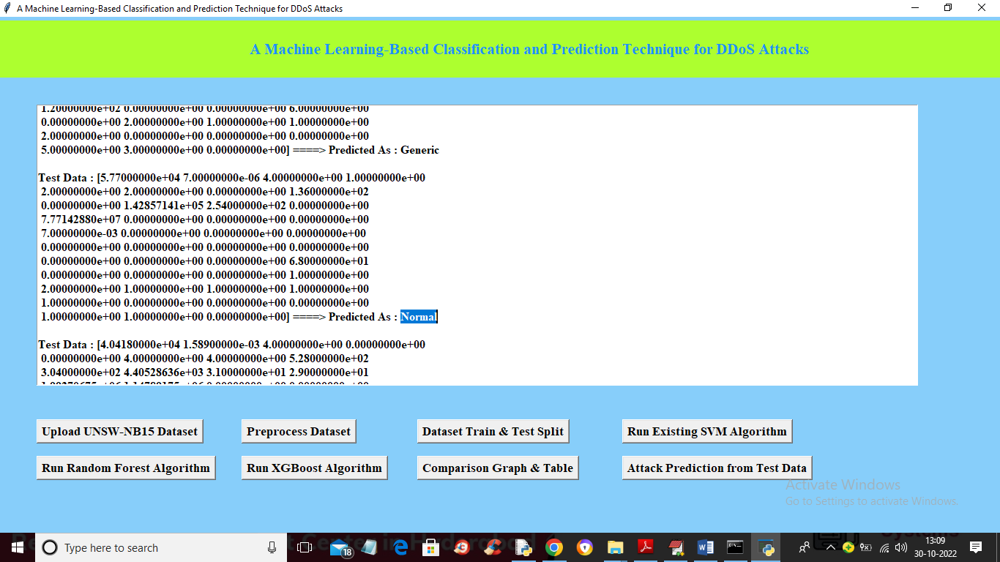 A Machine Learning-Based Classification and Prediction Technique for DDoS Attacks
A Machine Learning-Based Classification and Prediction Technique for DDoS Attacks
1.20000000e+02 0.00000000e+00 0.00000000e+00 6.00000000e+00
0.00000000e+00 2.00000000e+00 1.00000000e+00 1.00000000e+00
2.00000000e+00 0.00000000e+00 0.00000000e+00 0.00000000e+00
5.00000000e+00 3.00000000e+00 0.00000000e+00] ====> Predicted As : Generic
Test Data : [5.77000000e+04 7.00000000e-06 4.00000000e+00 1.00000000e+00
2.00000000e+00 2.00000000e+00 0.00000000e+00 1.36000000e+02
0.00000000e+00 1.42857141e+05 2.54000000e+02 0.00000000e+00
7.77142880e+07 0.00000000e+00 0.00000000e+00 0.00000000e+00
7.00000000e-03 0.00000000e+00 0.00000000e+00 0.00000000e+00
0.00000000e+00 0.00000000e+00 0.00000000e+00 0.00000000e+00
0.00000000e+00 0.00000000e+00 0.00000000e+00 6.80000000e+01
0.00000000e+00 0.00000000e+00 0.00000000e+00 1.00000000e+00
2.00000000e+00 1.00000000e+00 1.00000000e+00 1.00000000e+00
1.00000000e+00 0.00000000e+00 0.00000000e+00 0.00000000e+00
1.00000000e+00 1.00000000e+00 0.00000000e+00] ====> Predicted As : Normal
Test Data : [4.04180000e+04 1.58900000e-03 4.00000000e+00 0.00000000e+00
0.00000000e+00 4.00000000e+00 4.00000000e+00 5.28000000e+02
3.04000000e+02 4.40528636e+03 3.10000000e+01 2.90000000e+01
Upload UNSW-NB15 Dataset Preprocess Dataset Dataset Train & Test Split Run Existing SVM Algorithm
Run Random Forest Algorithm Run XGBoost Algorithm Comparison Graph & Table Attack Prediction from Test Data
Activate Windows
Go to Settings to activate Windows.
Type here to search
18
13:09
30-10-2022